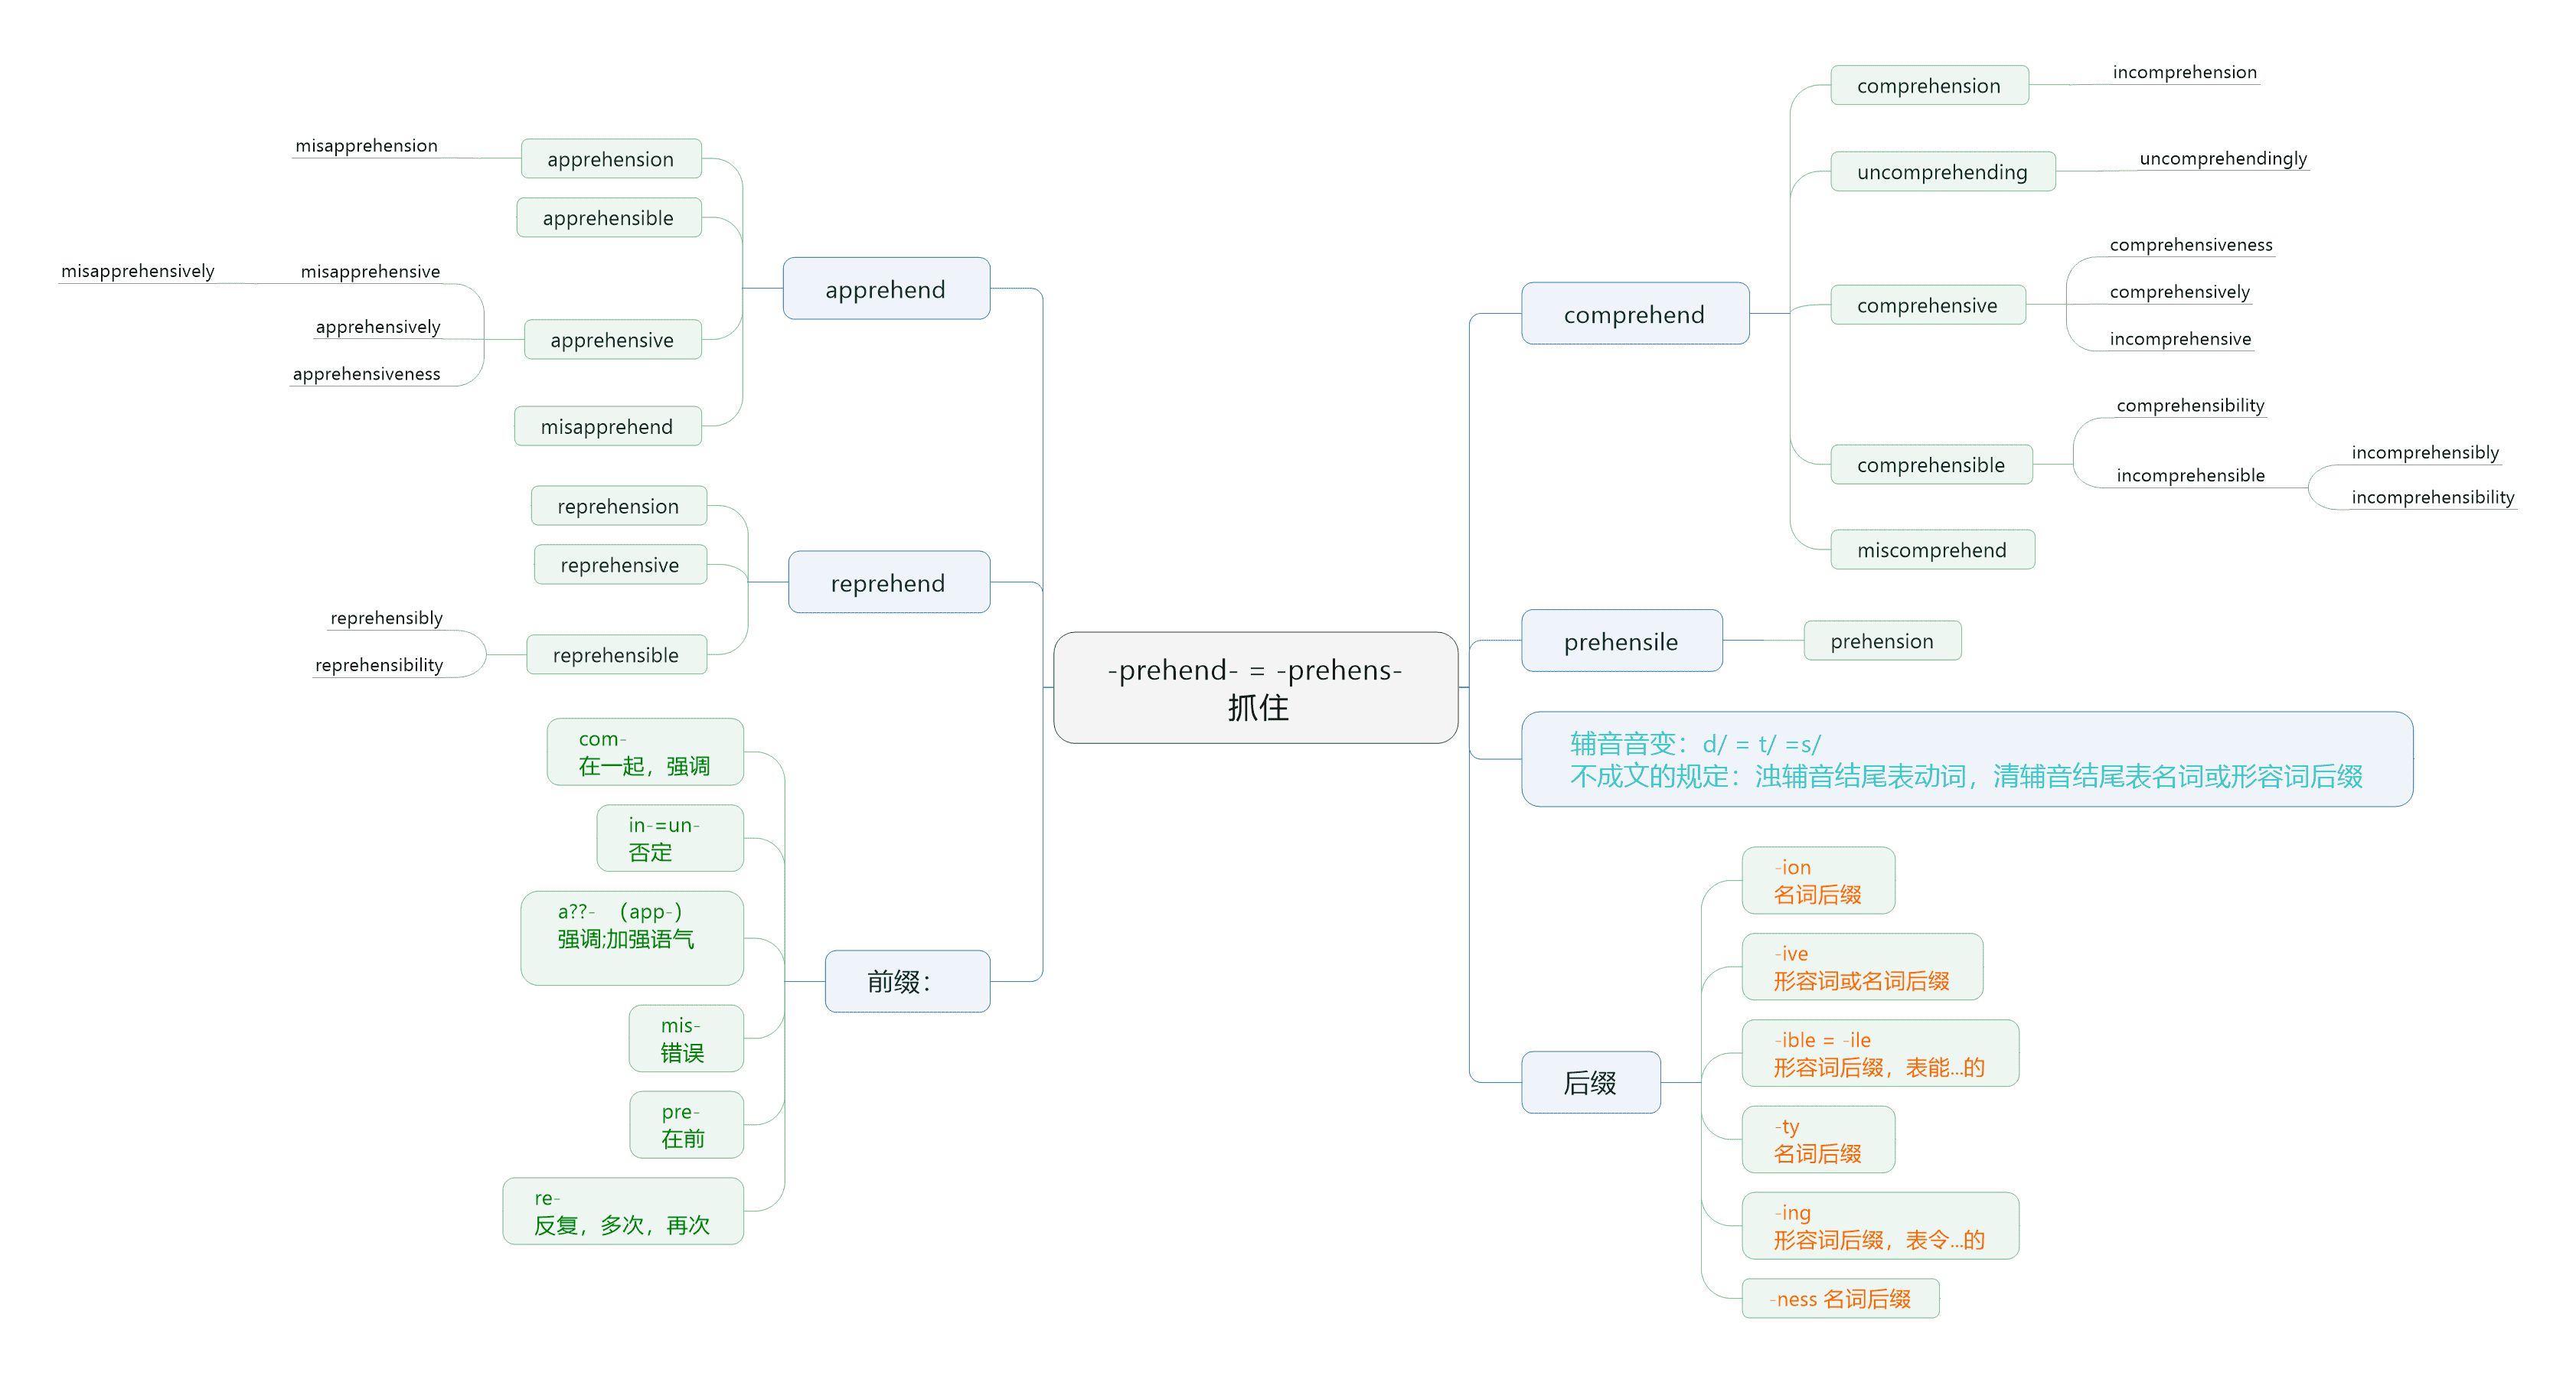 -prehend- = -prehens-
抓住
comprehend
comprehension
incomprehension
uncomprehending
uncomprehendingly
comprehensive
comprehensiveness
comprehensively
incomprehensive
comprehensible
comprehensibility
incomprehensible
incomprehensibly
incomprehensibility
miscomprehend
prehensile
prehension
辅音音变：d/ = t/ =s/
不成文的规定：浊辅音结尾表动词，清辅音结尾表名词或形容词后缀
后缀
-ion
名词后缀
-ive
形容词或名词后缀
-ible = -ile
形容词后缀，表能...的
-ty
名词后缀
-ing
形容词后缀，表令...的
-ness 名词后缀
apprehend
apprehension
misapprehension
apprehensible
apprehensive
misapprehensive
misapprehensively
apprehensively
apprehensiveness
misapprehend
reprehend
reprehension
reprehensive
reprehensible
reprehensibly
reprehensibility
前缀：
com-
在一起，强调
in-=un-
否定
a??- （app-）
强调;加强语气
mis-
错误
pre-
在前
re-
反复，多次，再次